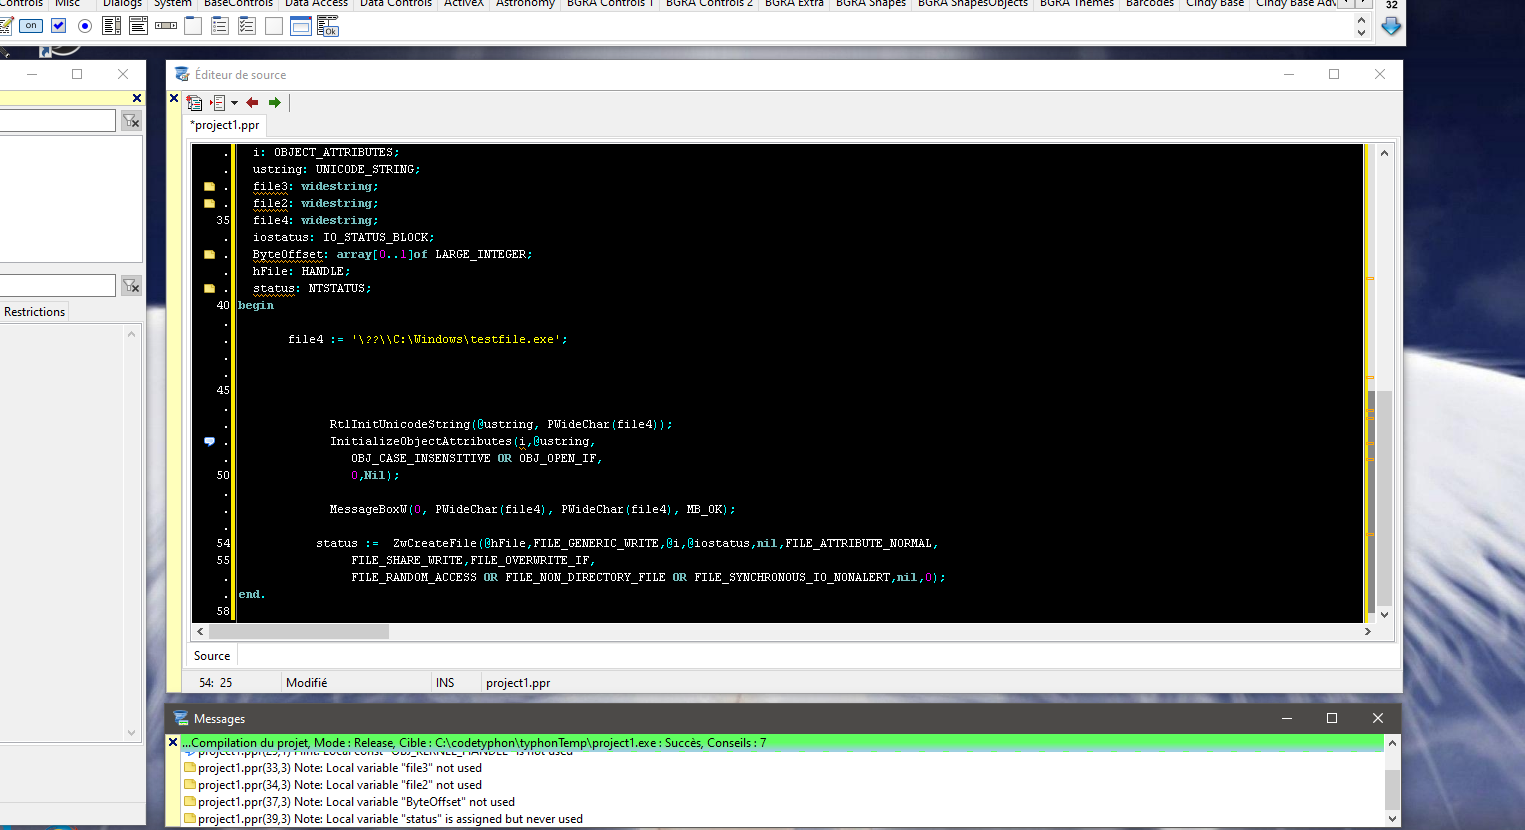 Controls Misc Dialogs System BaseControls Data Access Data Controls ActiveX Astronomy BGRA Controls 1 BGRA Controls 2 BGRA Extra BGRA Shapes BGRA ShapesObjects BGRA Themes Barcodes Cindy Base Cindy Base Adv
32
on
Ok
Éditeur de source
*project1.ppr
i: OBJECT_ATTRIBUTES;
ustring: UNICODE_STRING;
file3: widestring;
file2: widestring;
35 file4: widestring;
iostatus: IO_STATUS_BLOCK;
ByteOffset: array[0..1]of LARGE_INTEGER;
hFile: HANDLE;
status: NTSTATUS;
40 begin
Restrictions
file4 := '\??\\C:\Windows\testfile.exe';
45
RtlInitUnicodeString(@ustring, PWideChar(file4));
InitializeObjectAttributes(i,@ustring,
OBJ_CASE_INSENSITIVE OR OBJ_OPEN_IF,
50 0,Nil);
MessageBoxW(0, PWideChar(file4), PWideChar(file4), MB_OK);
54 status := ZwCreateFile(@hFile,FILE_GENERIC_WRITE,@i,@iostatus,nil,FILE_ATTRIBUTE_NORMAL,
55 FILE_SHARE_WRITE,FILE_OVERWRITE_IF,
FILE_RANDOM_ACCESS OR FILE_NON_DIRECTORY_FILE OR FILE_SYNCHRONOUS_IO_NONALERT,nil,0);
end.
58
Source
54: 25 Modifié INS project1.ppr
Messages
...Compilation du projet, Mode : Release, Cible : C:\codetyphon\typhonTemp\project1.exe : Succès, Conseils : 7
project1.ppr(29,7) Hint: Local const "OBJ_KERNEL_HANDLE" is not used
project1.ppr(33,3) Note: Local variable "file3" not used
project1.ppr(34,3) Note: Local variable "file2" not used
project1.ppr(37,3) Note: Local variable "ByteOffset" not used
project1.ppr(39,3) Note: Local variable "status" is assigned but never used